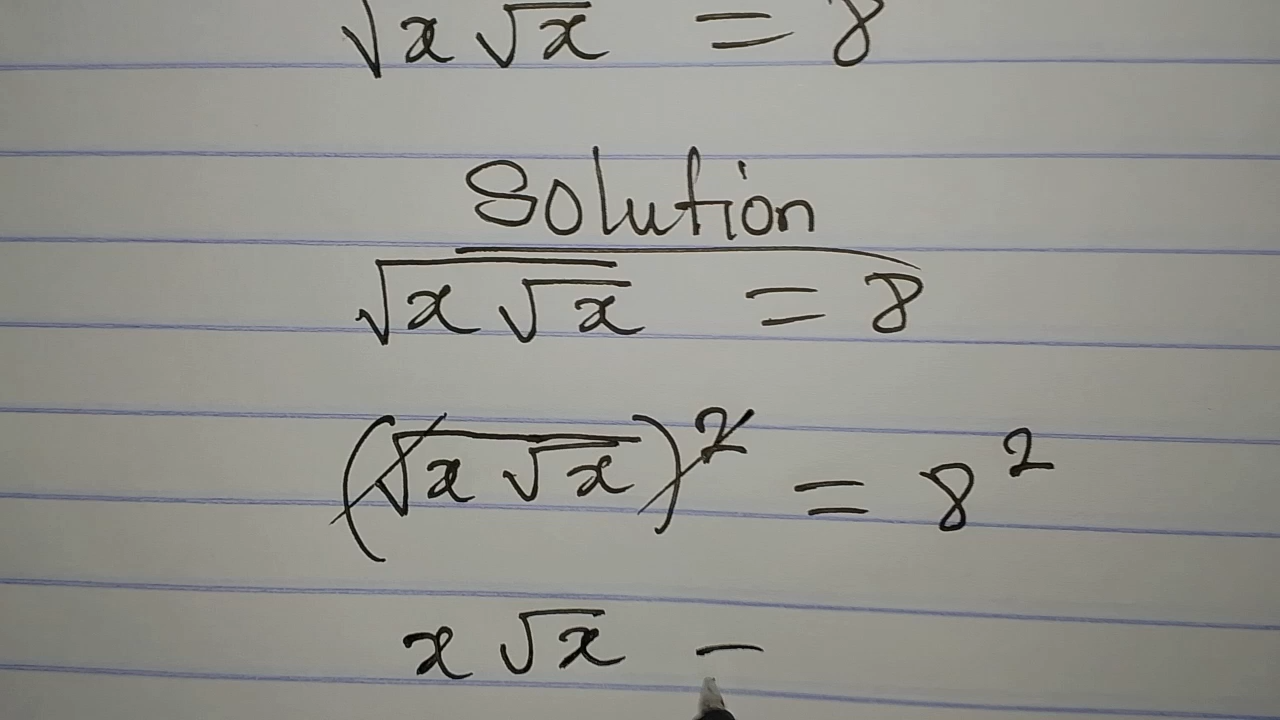 √x√x = 8
Solution
√(x√x) = 8
(√(x√x))² = 8²
x√x –